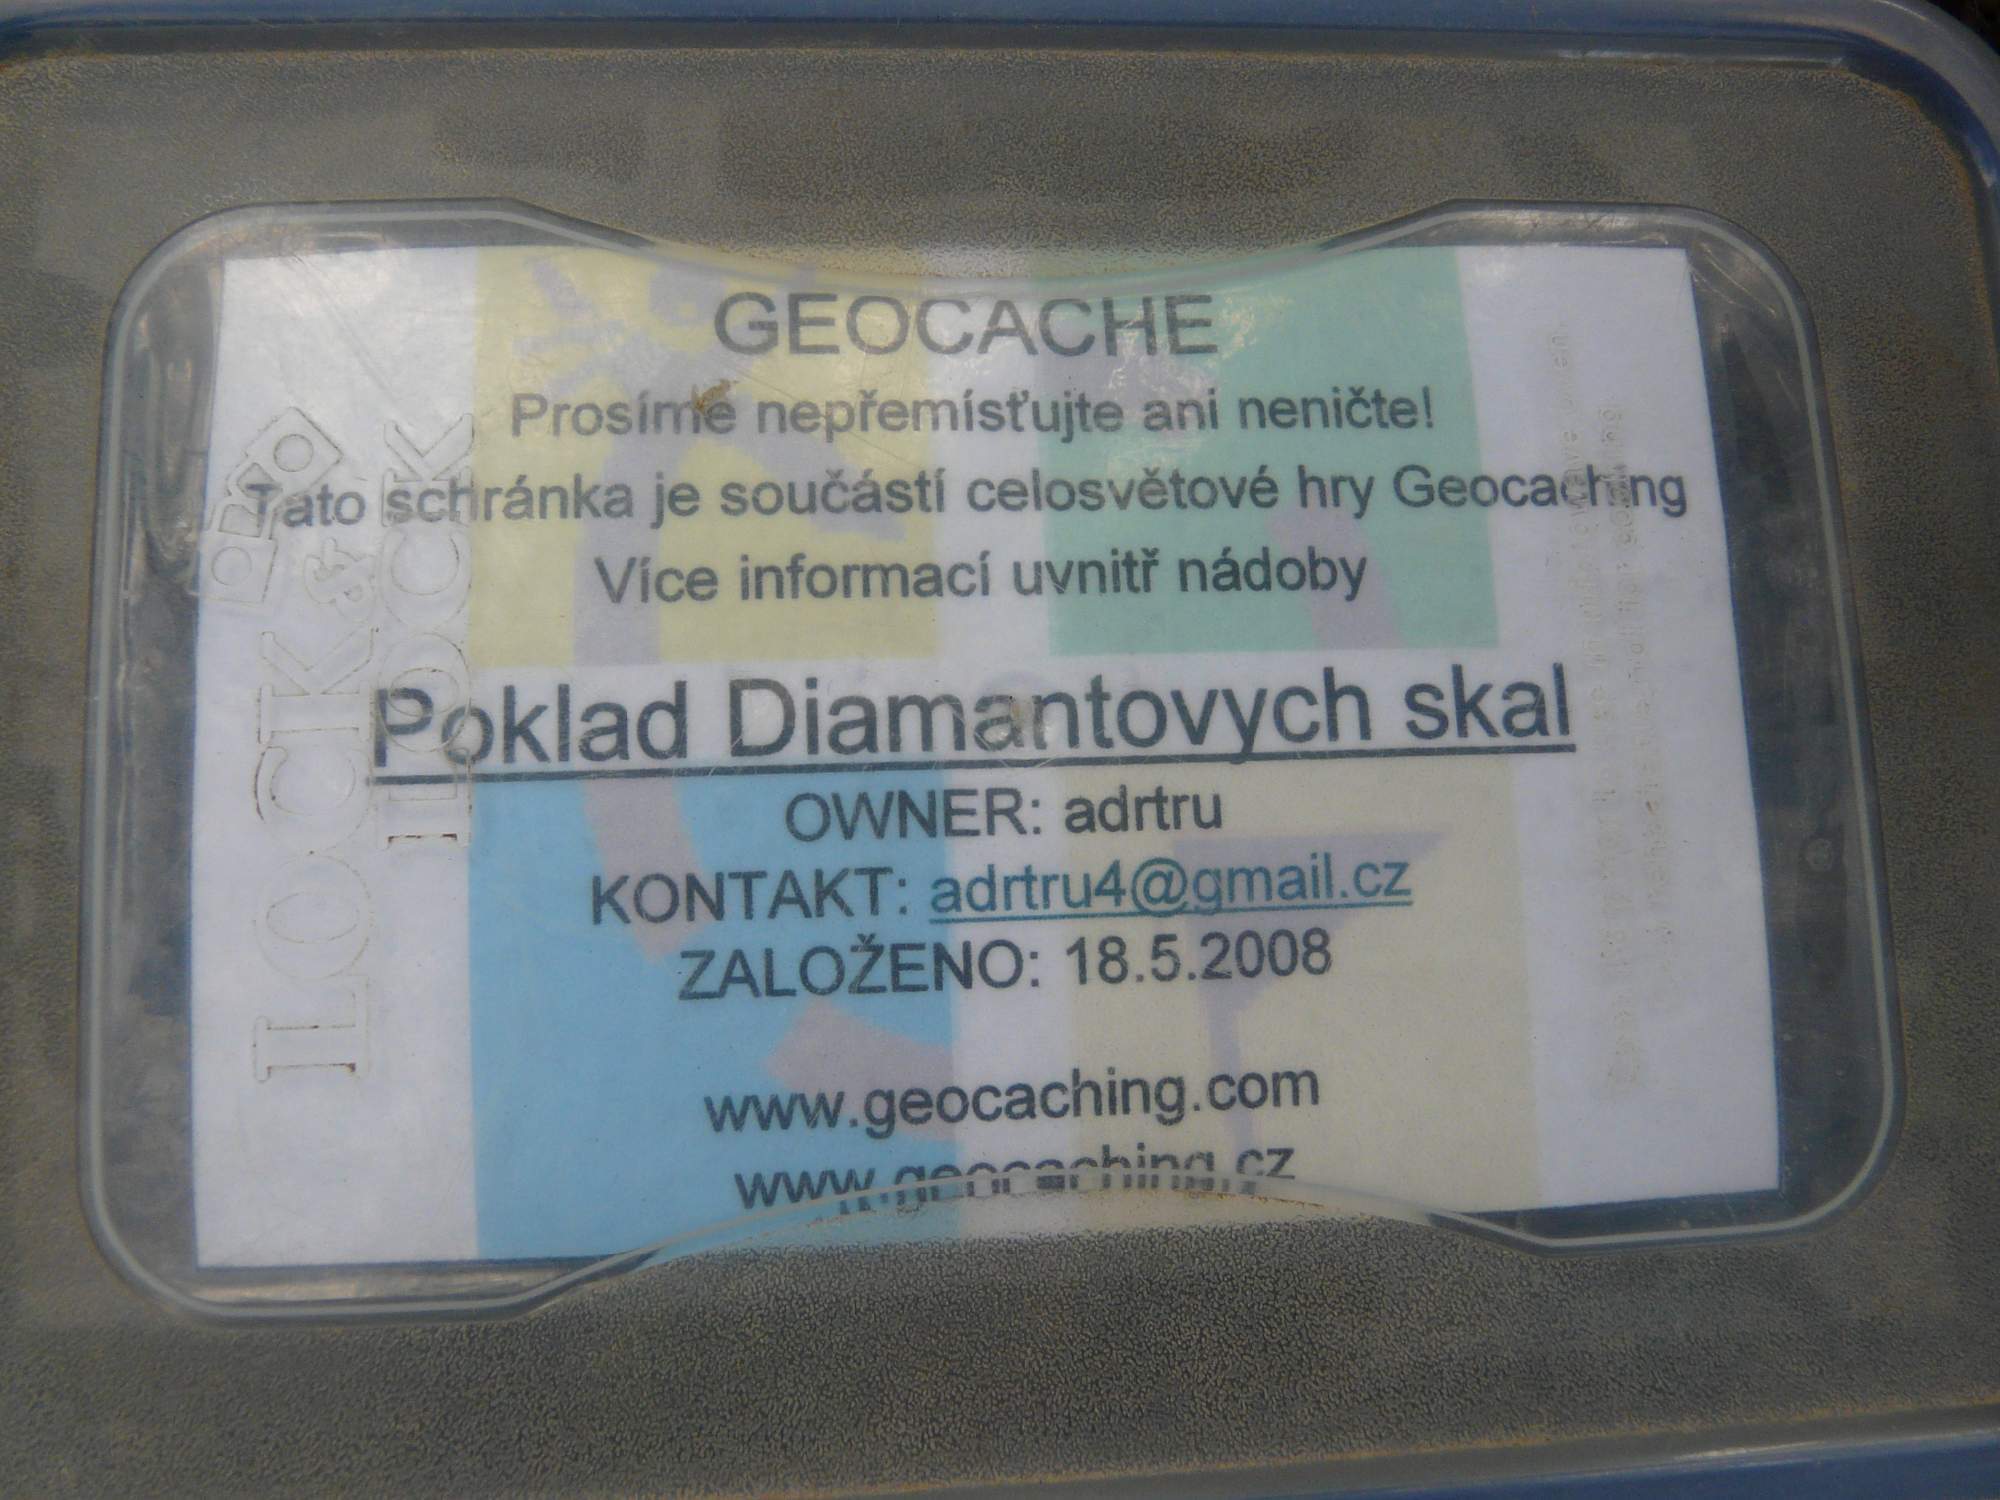 GEOCACHE
Prosíme nepřemísťujte ani neničte!
Tato schránka je součástí celosvětové hry Geocaching
Více informací uvnitř nádoby
Poklad Diamantovych skal
OWNER: adrtru
KONTAKT: adrtru4@gmail.cz
ZALOŽENO: 18.5.2008
www.geocaching.com
www.geocaching.cz
LOCK&
LOCK